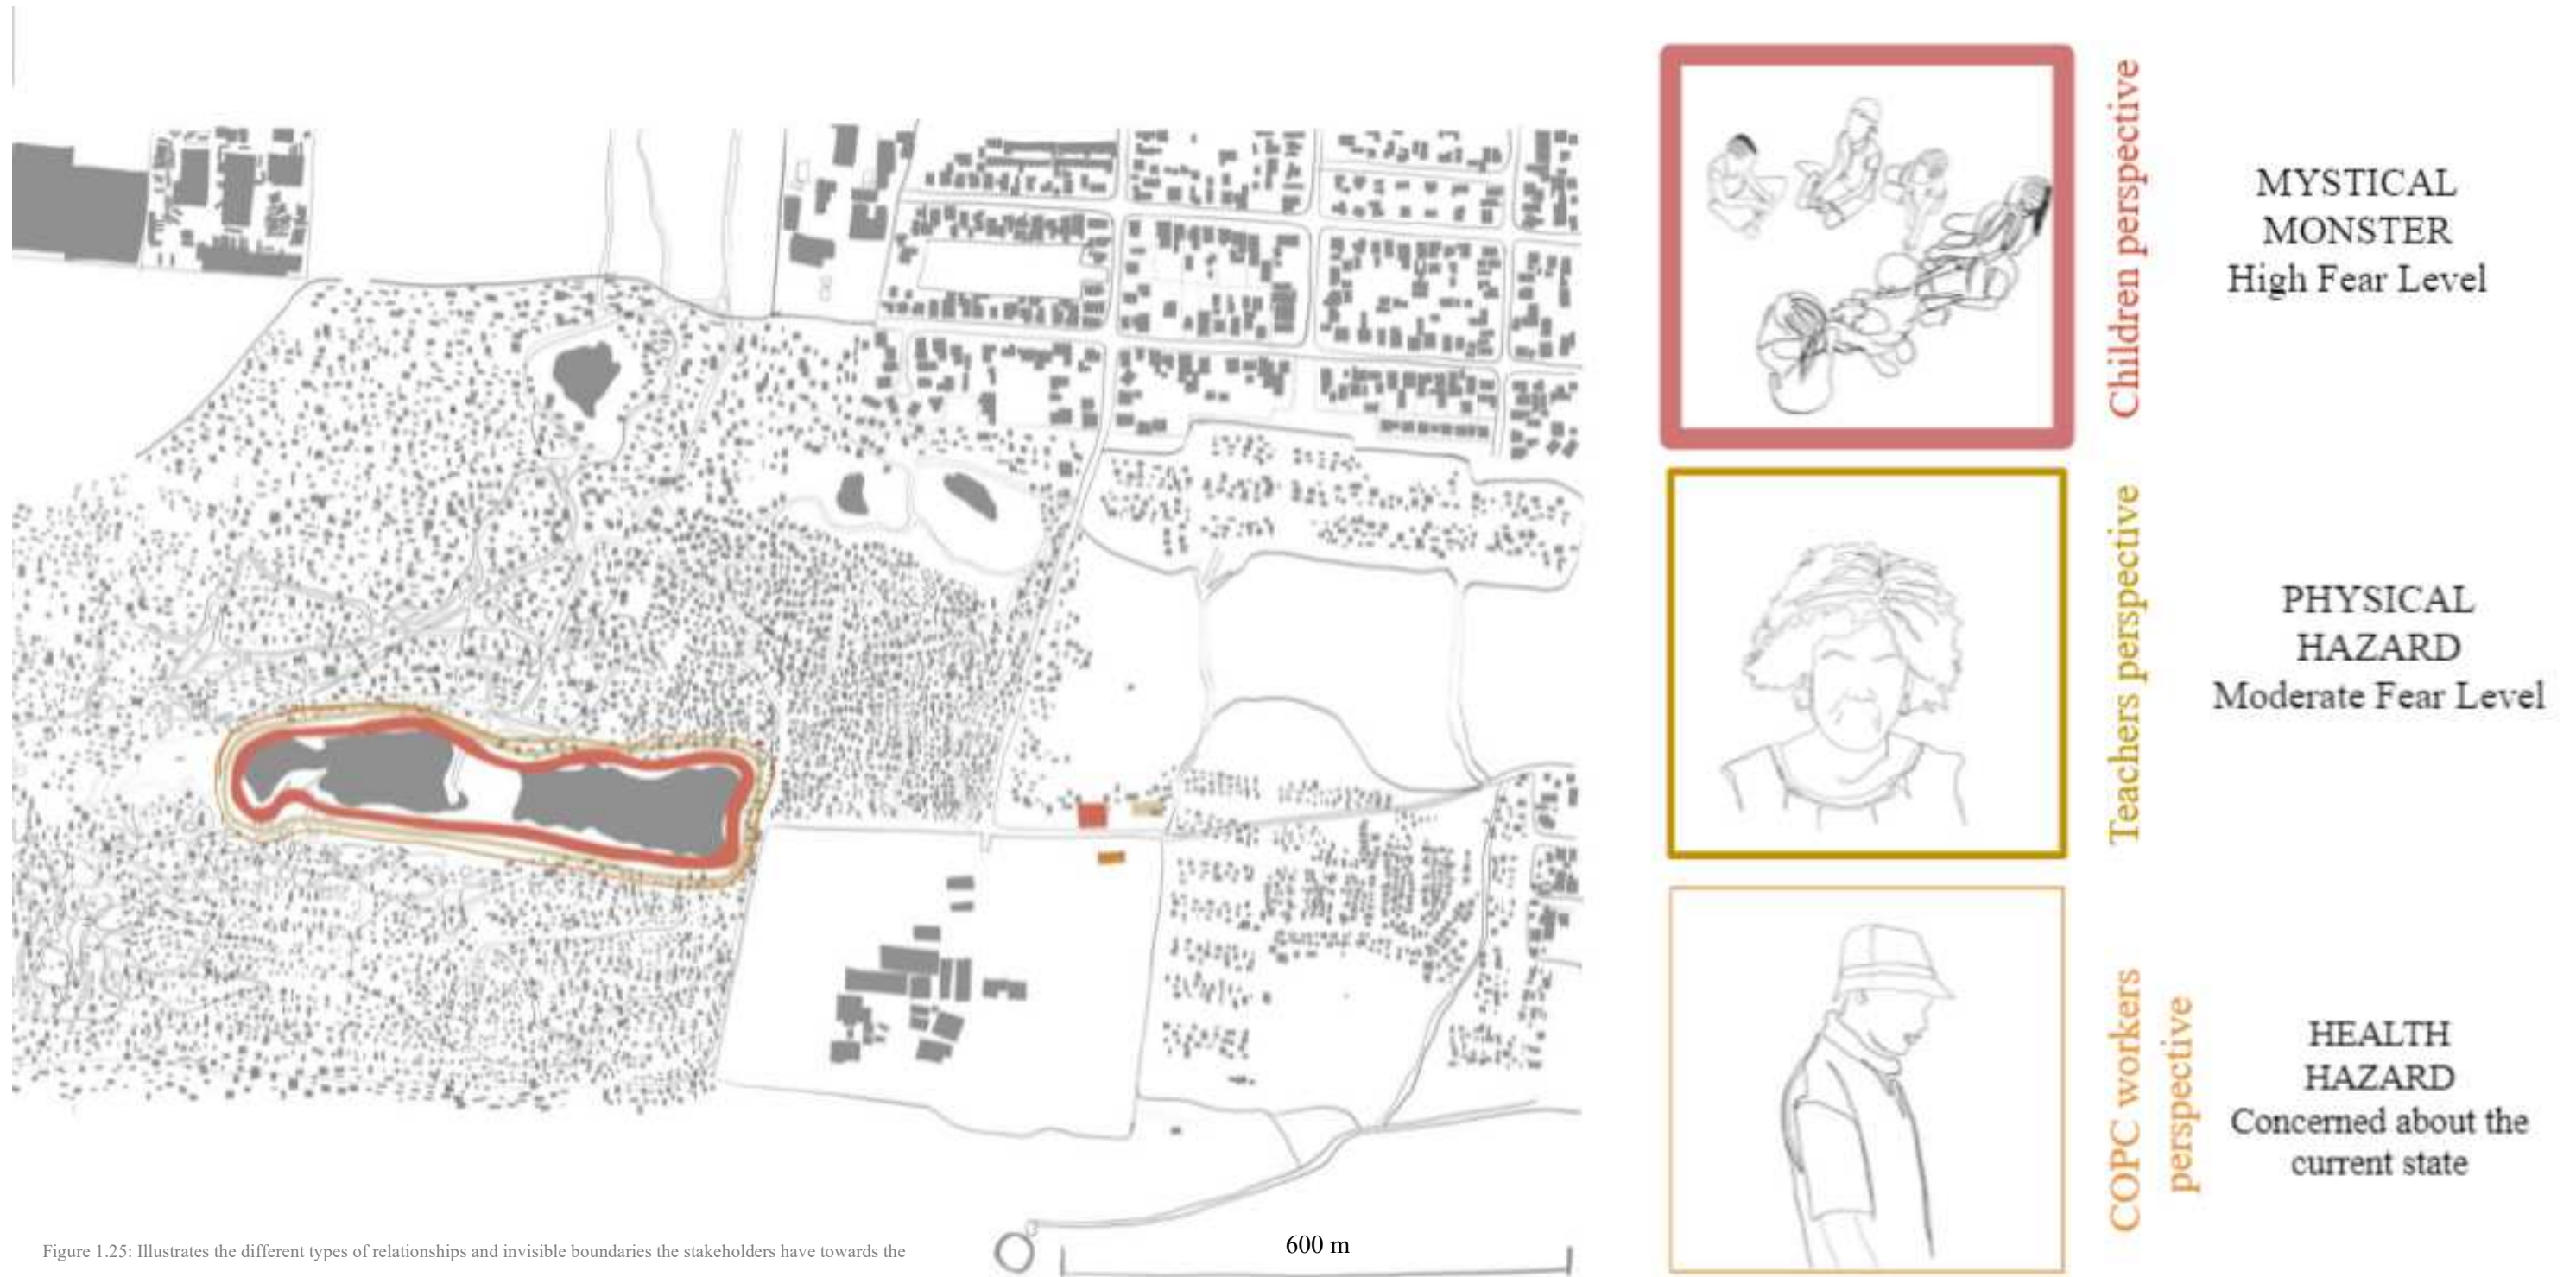 Children perspective
MYSTICAL
MONSTER
High Fear Level
Teachers perspective
PHYSICAL
HAZARD
Moderate Fear Level
COPC workers
perspective
HEALTH
HAZARD
Concerned about the
current state
600 m
Figure 1.25: Illustrates the different types of relationships and invisible boundaries the stakeholders have towards the